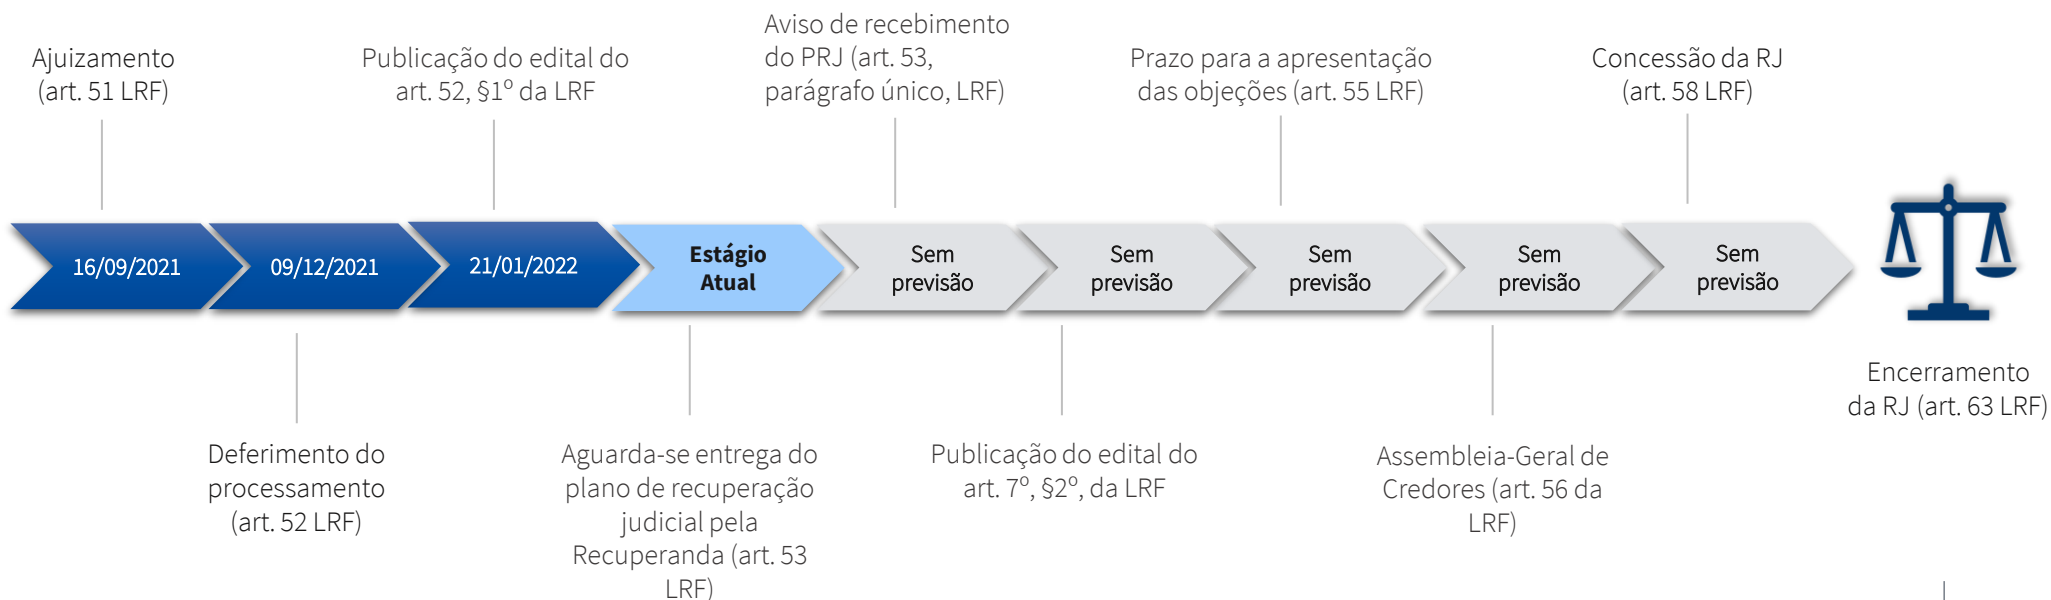 Ajuizamento
(art. 51 LRF)
Publicação do edital do
art. 52, §1º da LRF
Aviso de recebimento
do PRJ (art. 53,
parágrafo único, LRF)
Prazo para a apresentação
das objeções (art. 55 LRF)
Concessão da RJ
(art. 58 LRF)
16/09/2021
09/12/2021
21/01/2022
Estágio
Atual
Sem
previsão
Sem
previsão
Sem
previsão
Sem
previsão
Sem
previsão
Deferimento do
processamento
(art. 52 LRF)
Aguarda-se entrega do
plano de recuperação
judicial pela
Recuperanda (art. 53
LRF)
Publicação do edital do
art. 7º, §2º, da LRF
Assembleia-Geral de
Credores (art. 56 da
LRF)
Encerramento
da RJ (art. 63 LRF)